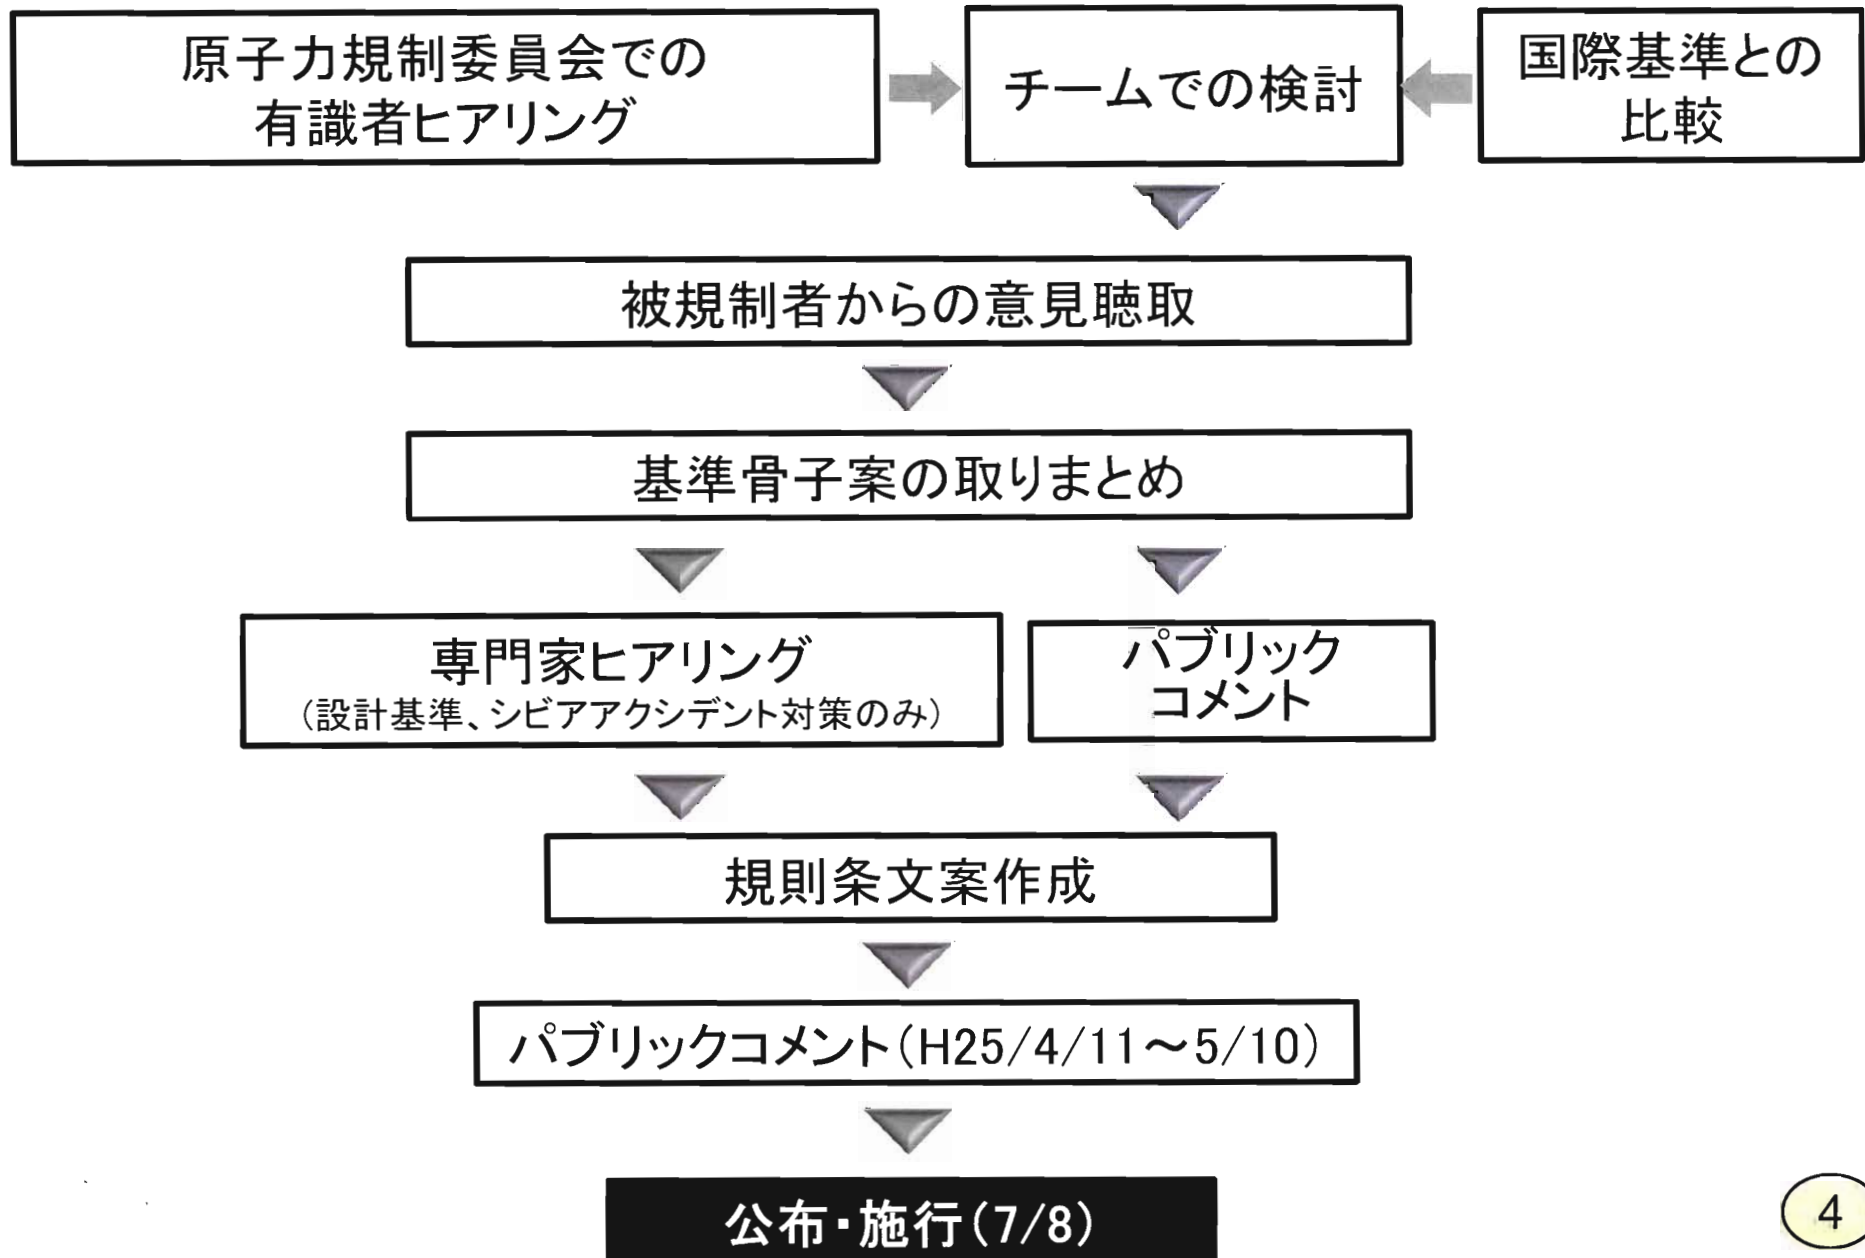 原子力規制委員会での
有識者ヒアリング
チームでの検討
国際基準との
比較
被規制者からの意見聴取
基準骨子案の取りまとめ
専門家ヒアリング
（設計基準、シビアアクシデント対策のみ）
パブリック
コメント
規則条文案作成
パブリックコメント（H25/4/11～5/10）
公布・施行（7/8）
4